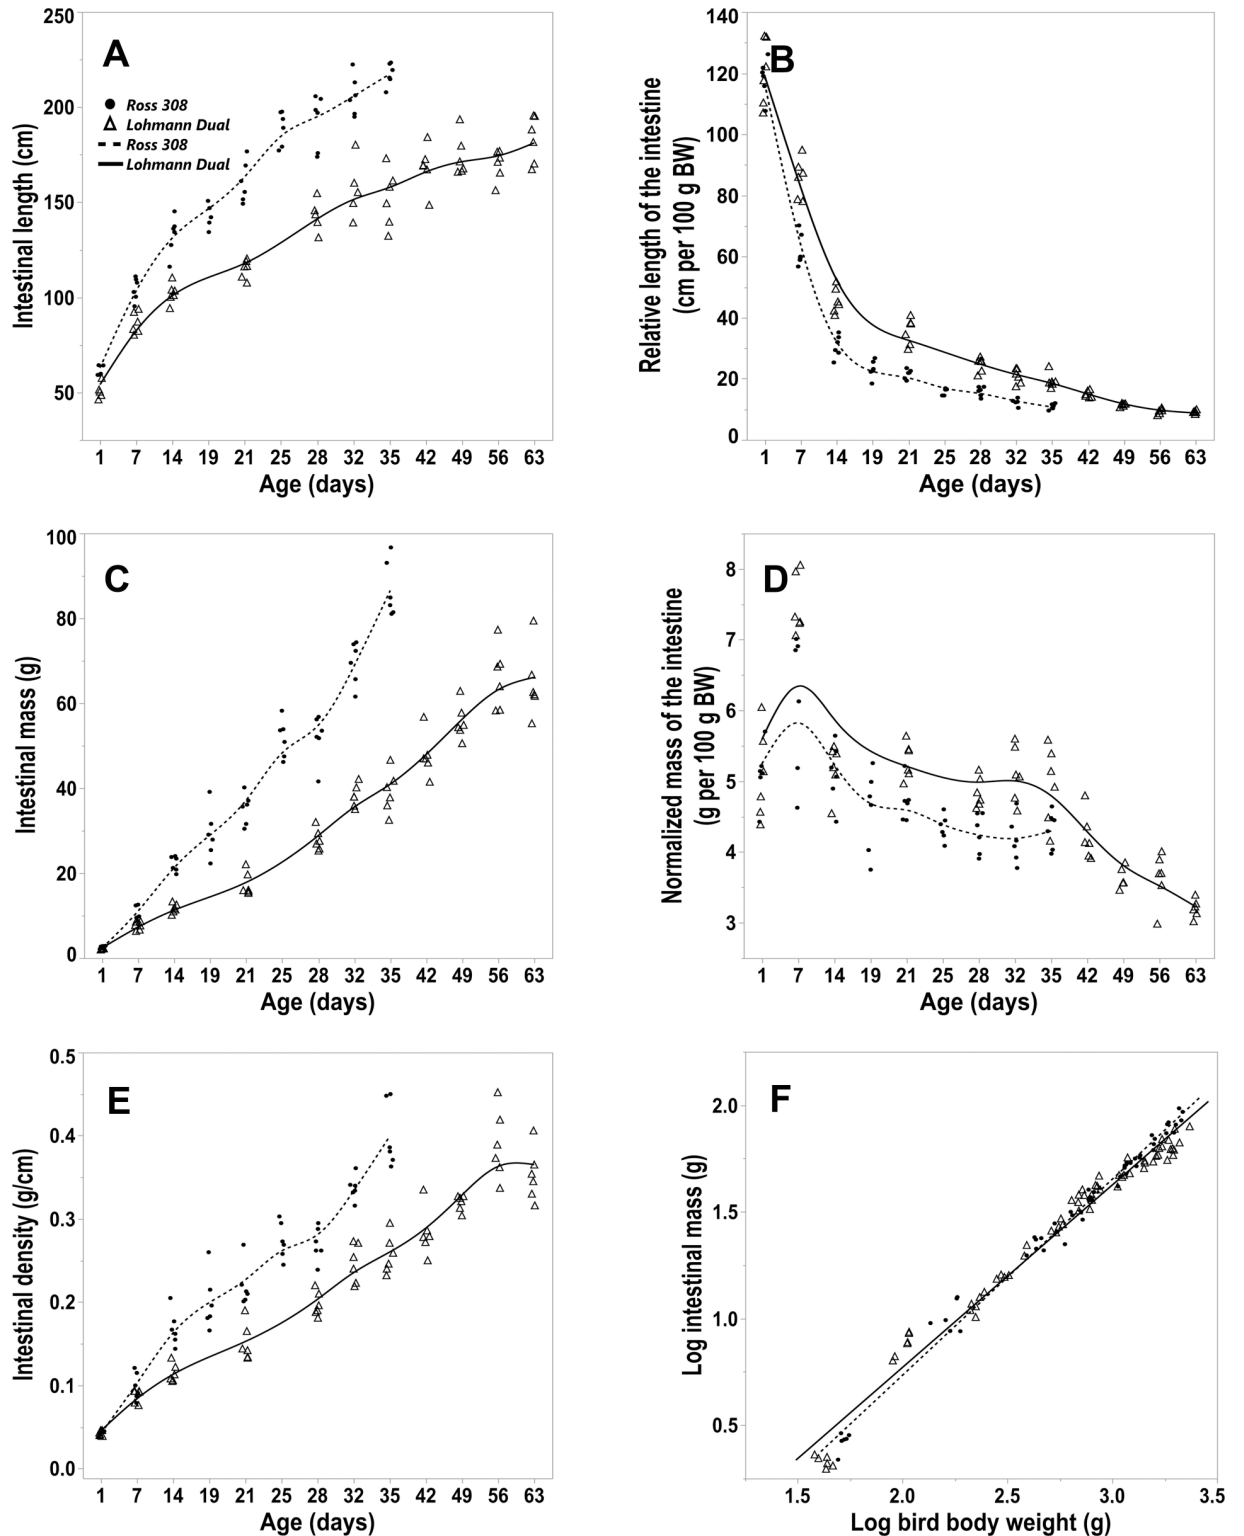 A
Intestinal length (cm)
250
200
150
100
50
Ross 308
Lohmann Dual
Ross 308
Lohmann Dual
1 7 14 19 21 25 28 32 35 42 49 56 63
Age (days)
B
Relative length of the intestine
(cm per 100 g BW)
140
120
100
80
60
40
20
0
1 7 14 19 21 25 28 32 35 42 49 56 63
Age (days)
C
Intestinal mass (g)
100
80
60
40
20
0
1 7 14 19 21 25 28 32 35 42 49 56 63
Age (days)
D
Normalized mass of the intestine
(g per 100 g BW)
8
7
6
5
4
3
1 7 14 19 21 25 28 32 35 42 49 56 63
Age (days)
E
Intestinal density (g/cm)
0.5
0.4
0.3
0.2
0.1
0.0
1 7 14 19 21 25 28 32 35 42 49 56 63
Age (days)
F
Log intestinal mass (g)
2.0
1.5
1.0
0.5
1.5 2.0 2.5 3.0 3.5
Log bird body weight (g)